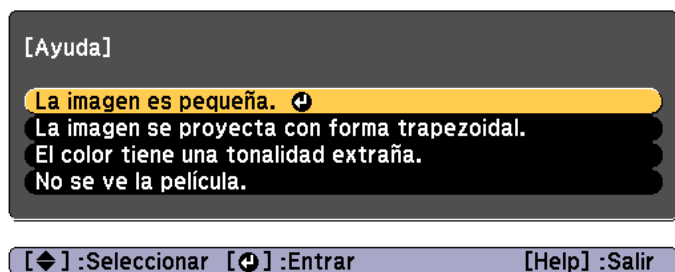 [Ayuda]
La imagen es pequeña.
La imagen se proyecta con forma trapezoidal.
El color tiene una tonalidad extraña.
No se ve la película.
[◆] :Seleccionar [↵] :Entrar [Help] :Salir